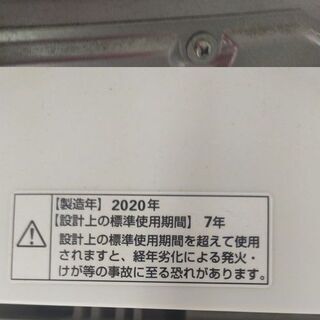 【製造年】2020年
【設計上の標準使用期間】 7年
設計上の標準使用期間を超えて使用
されますと、経年劣化による発火・
けが等の事故に至る恐れがあります。